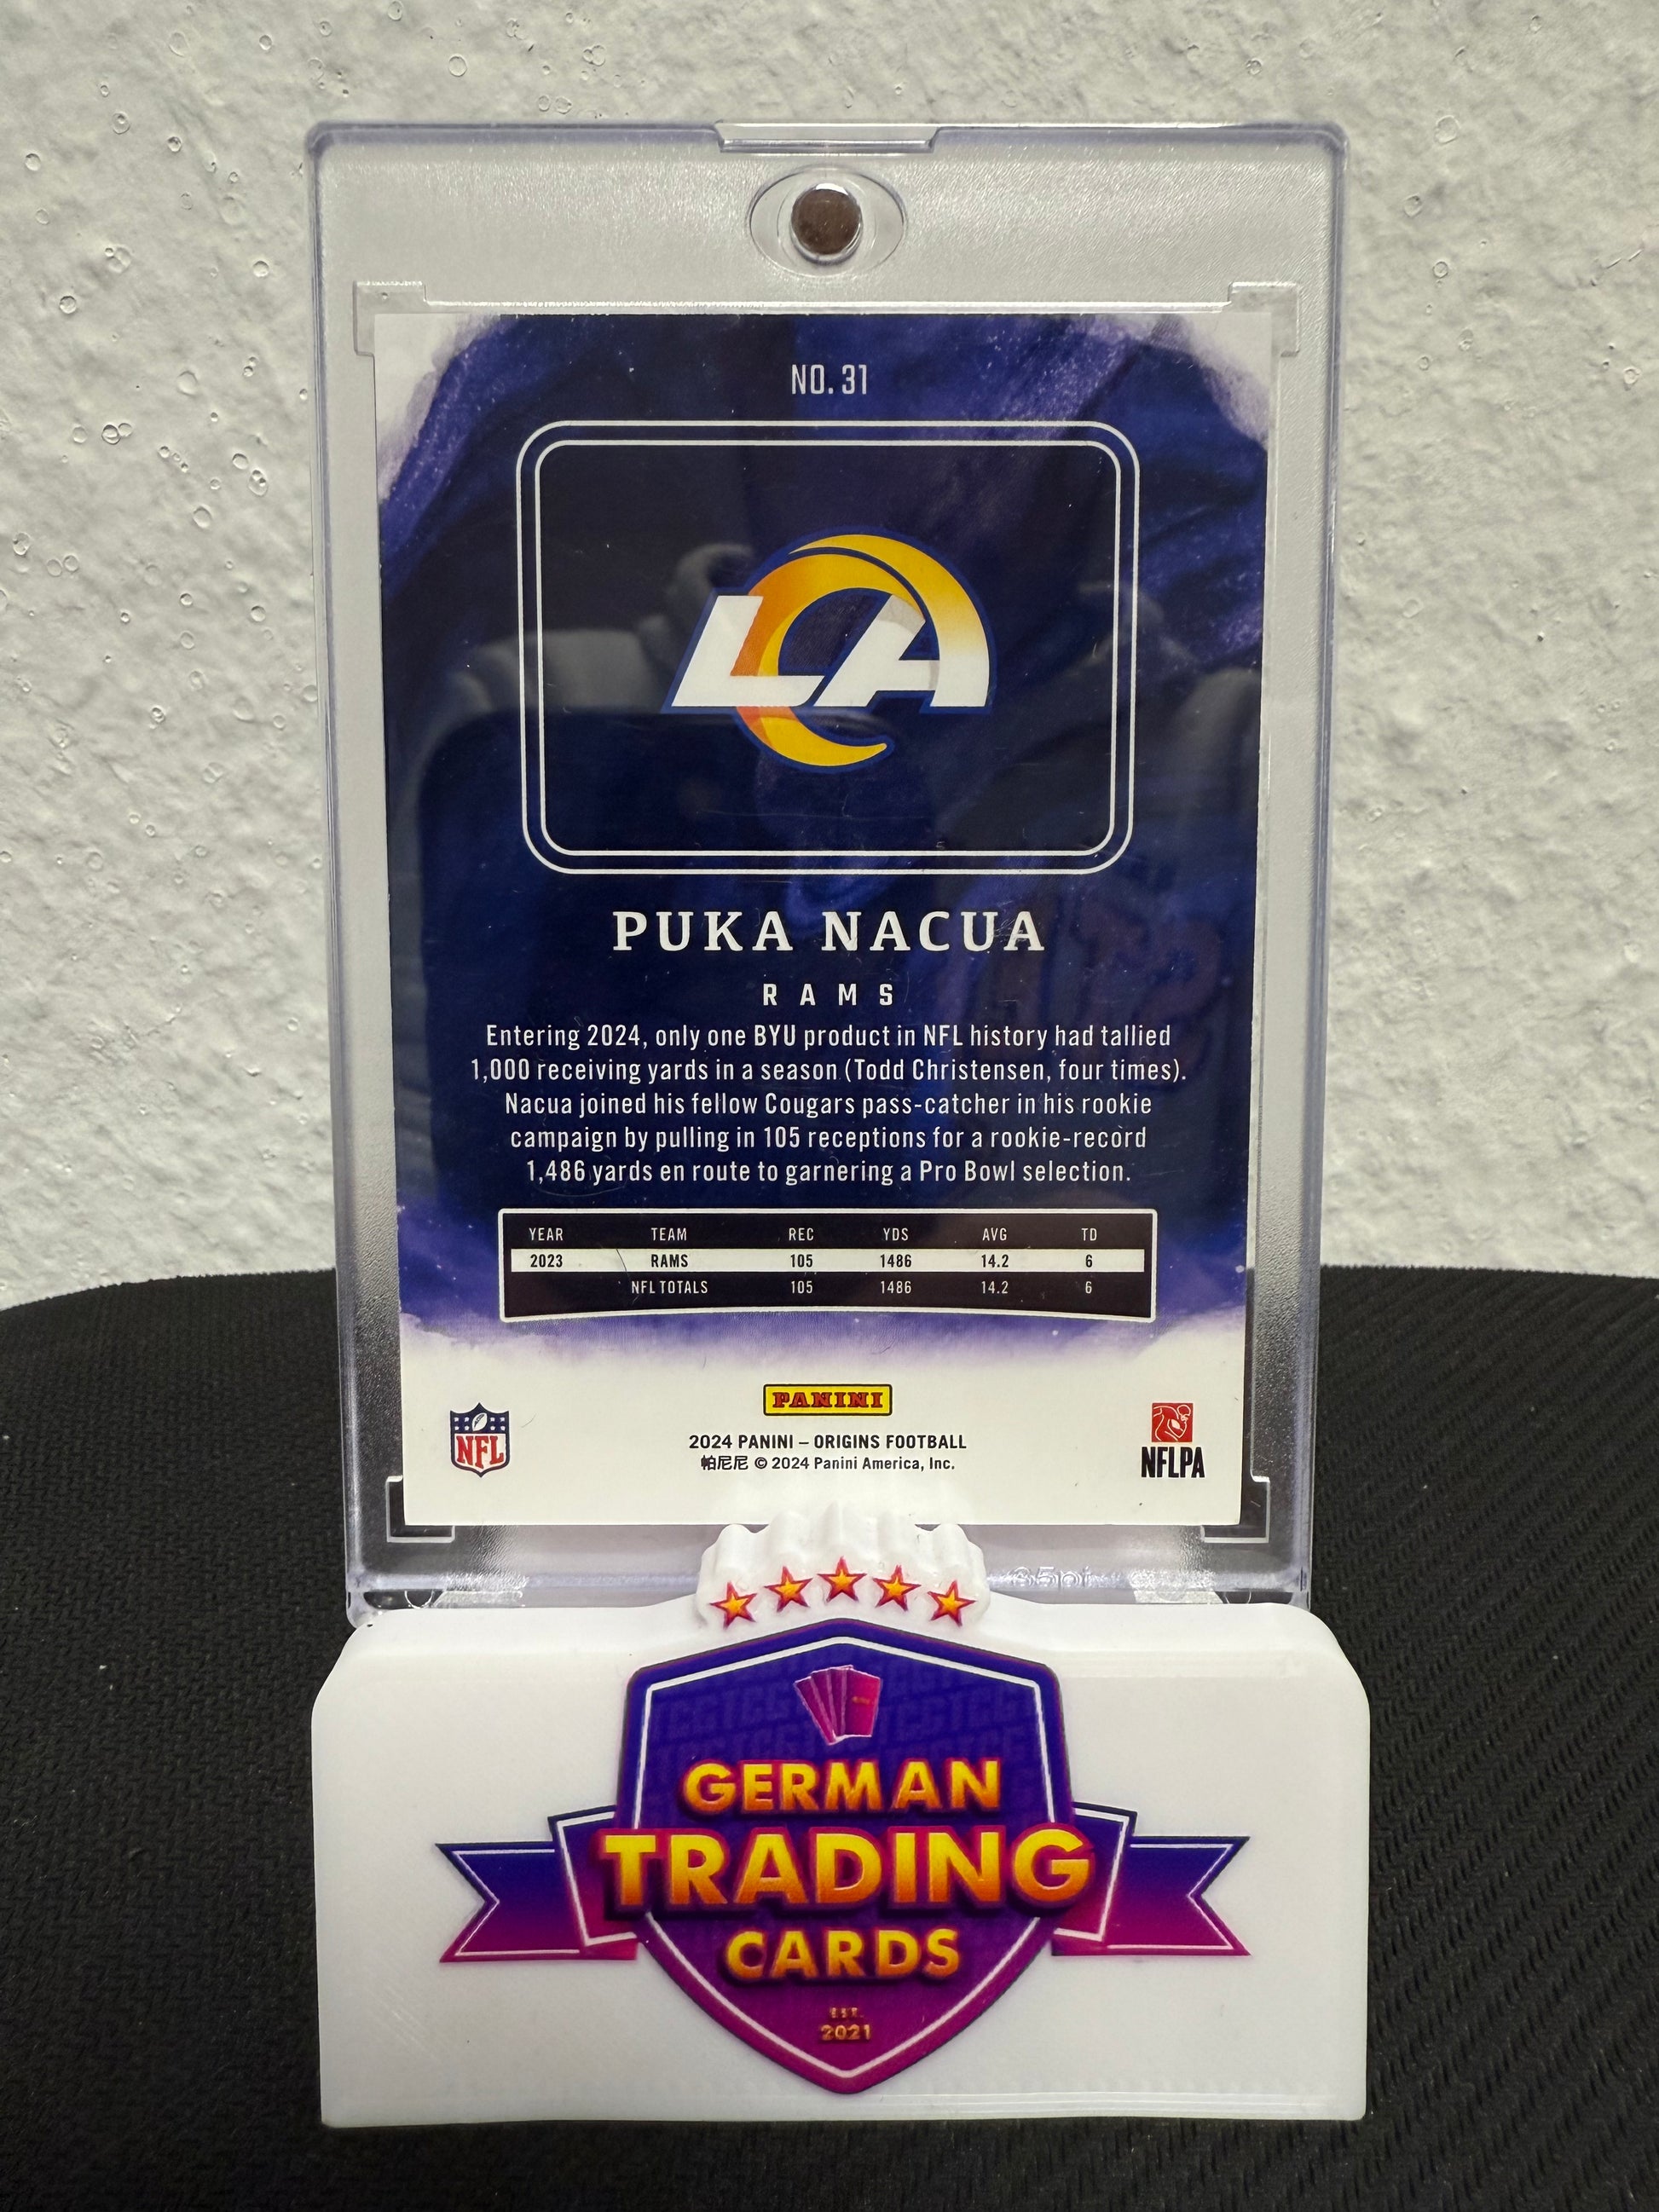 NO. 31
LA
PUKA NACUA
RAMS
Entering 2024, only one BYU product in NFL history had tallied
1,000 receiving yards in a season (Todd Christensen, four times).
Nacua joined his fellow Cougars pass-catcher in his rookie
campaign by pulling in 105 receptions for a rookie-record
1,486 yards en route to garnering a Pro Bowl selection.
YEAR TEAM REC YDS AVG TD
2023 RAMS 105 1486 14.2 6
NFL TOTALS 105 1486 14.2 6
PANINI
NFL
2024 PANINI – ORIGINS FOOTBALL
帕尼尼 © 2024 Panini America, Inc.
NFLPA
35pt
GERMAN
TRADING
CARDS
EST.
2021